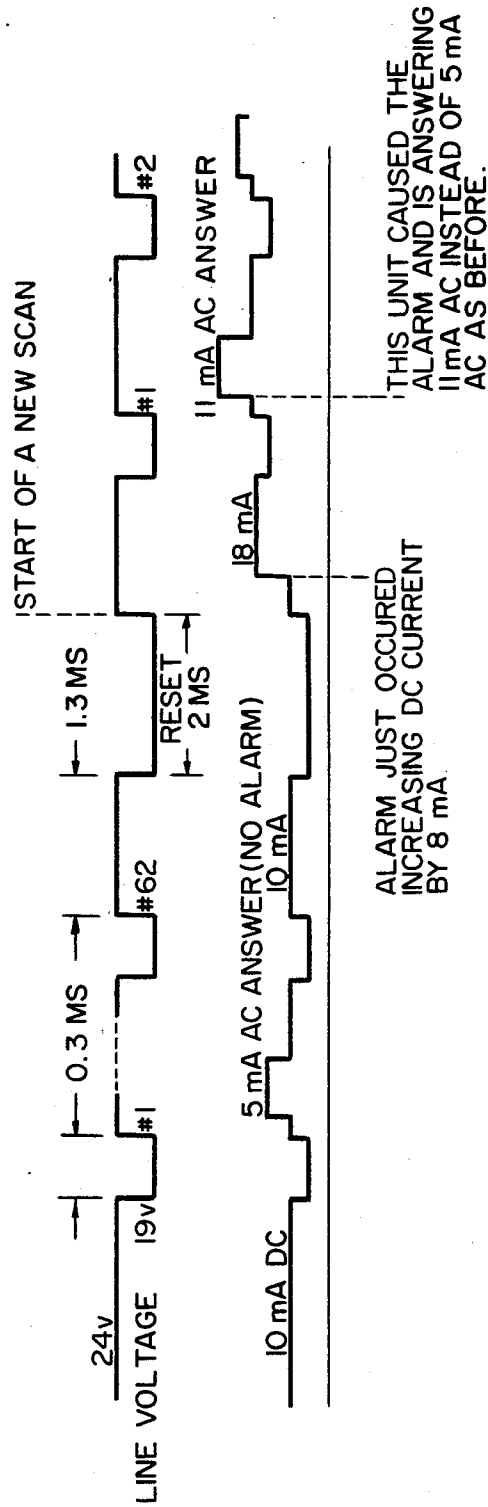 START OF A NEW SCAN
0.3 MS
1.3 MS
24v
LINE VOLTAGE 19v
#1
#62
RESET
2 MS
#1
#2
10 mA DC
5 mA AC ANSWER (NO ALARM)
10 mA
18 mA
11 mA AC ANSWER
ALARM JUST OCCURED
INCREASING DC CURRENT
BY 8 mA
THIS UNIT CAUSED THE
ALARM AND IS ANSWERING
11 mA AC INSTEAD OF 5 mA
AC AS BEFORE.